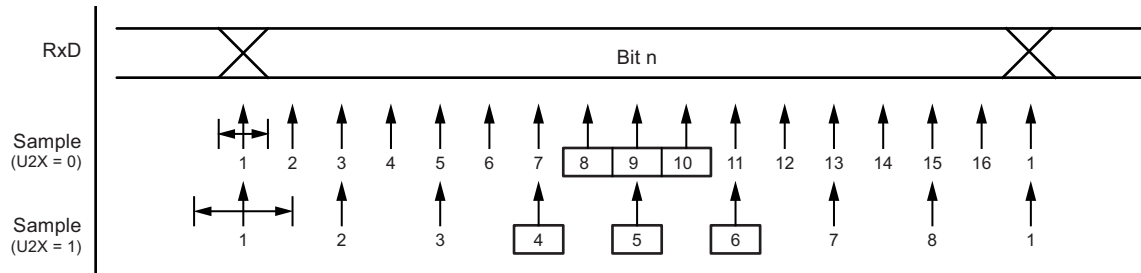 RxD Bit n
Sample
(U2X = 0) 1 2 3 4 5 6 7 8 9 10 11 12 13 14 15 16 1
Sample
(U2X = 1) 1 2 3 4 5 6 7 8 1